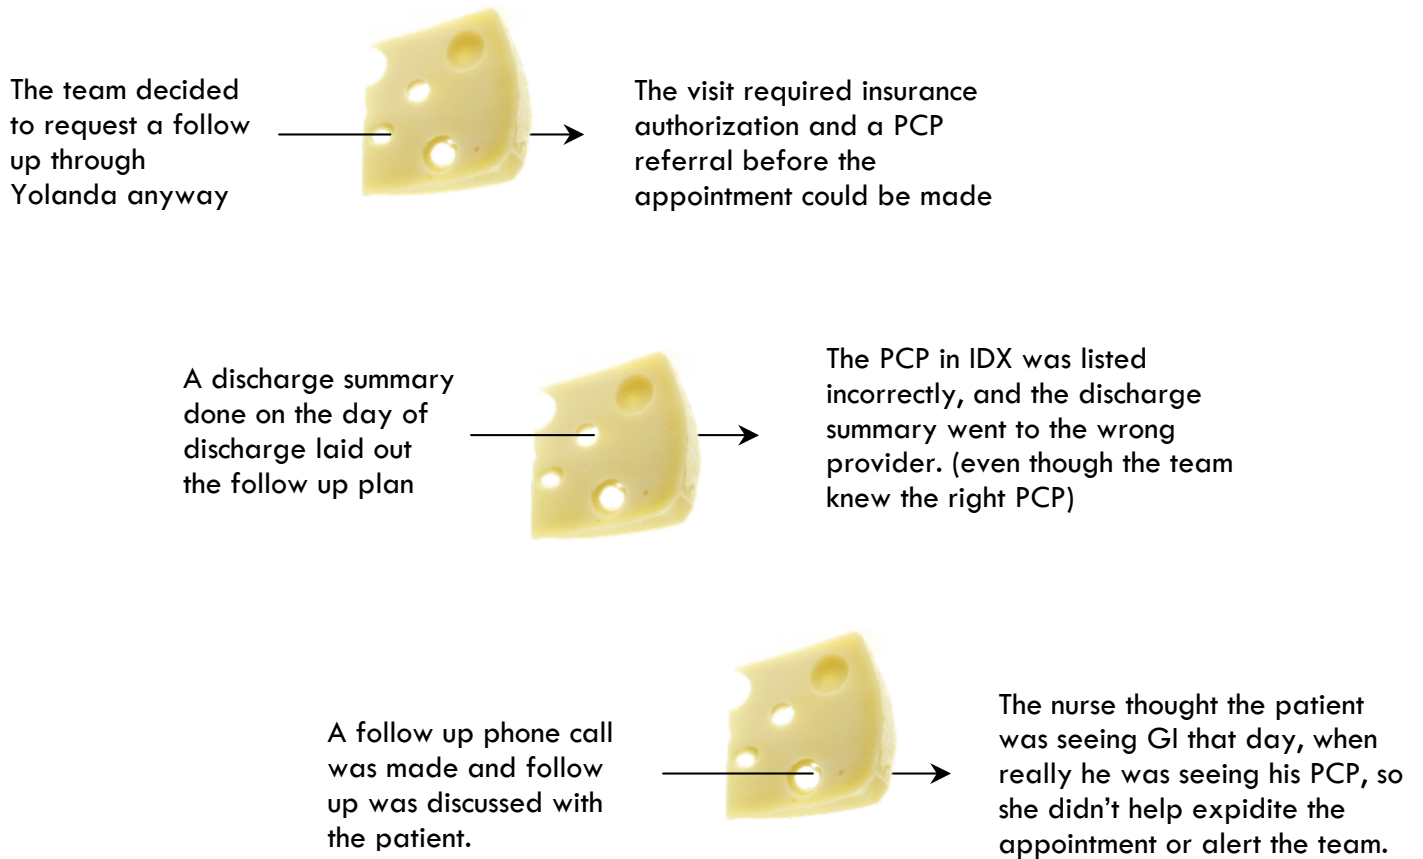 The team decided
to request a follow
up through
Yolanda anyway
The visit required insurance
authorization and a PCP
referral before the
appointment could be made
A discharge summary
done on the day of
discharge laid out
the follow up plan
The PCP in IDX was listed
incorrectly, and the discharge
summary went to the wrong
provider. (even though the team
knew the right PCP)
A follow up phone call
was made and follow
up was discussed with
the patient.
The nurse thought the patient
was seeing GI that day, when
really he was seeing his PCP, so
she didn’t help expidite the
appointment or alert the team.